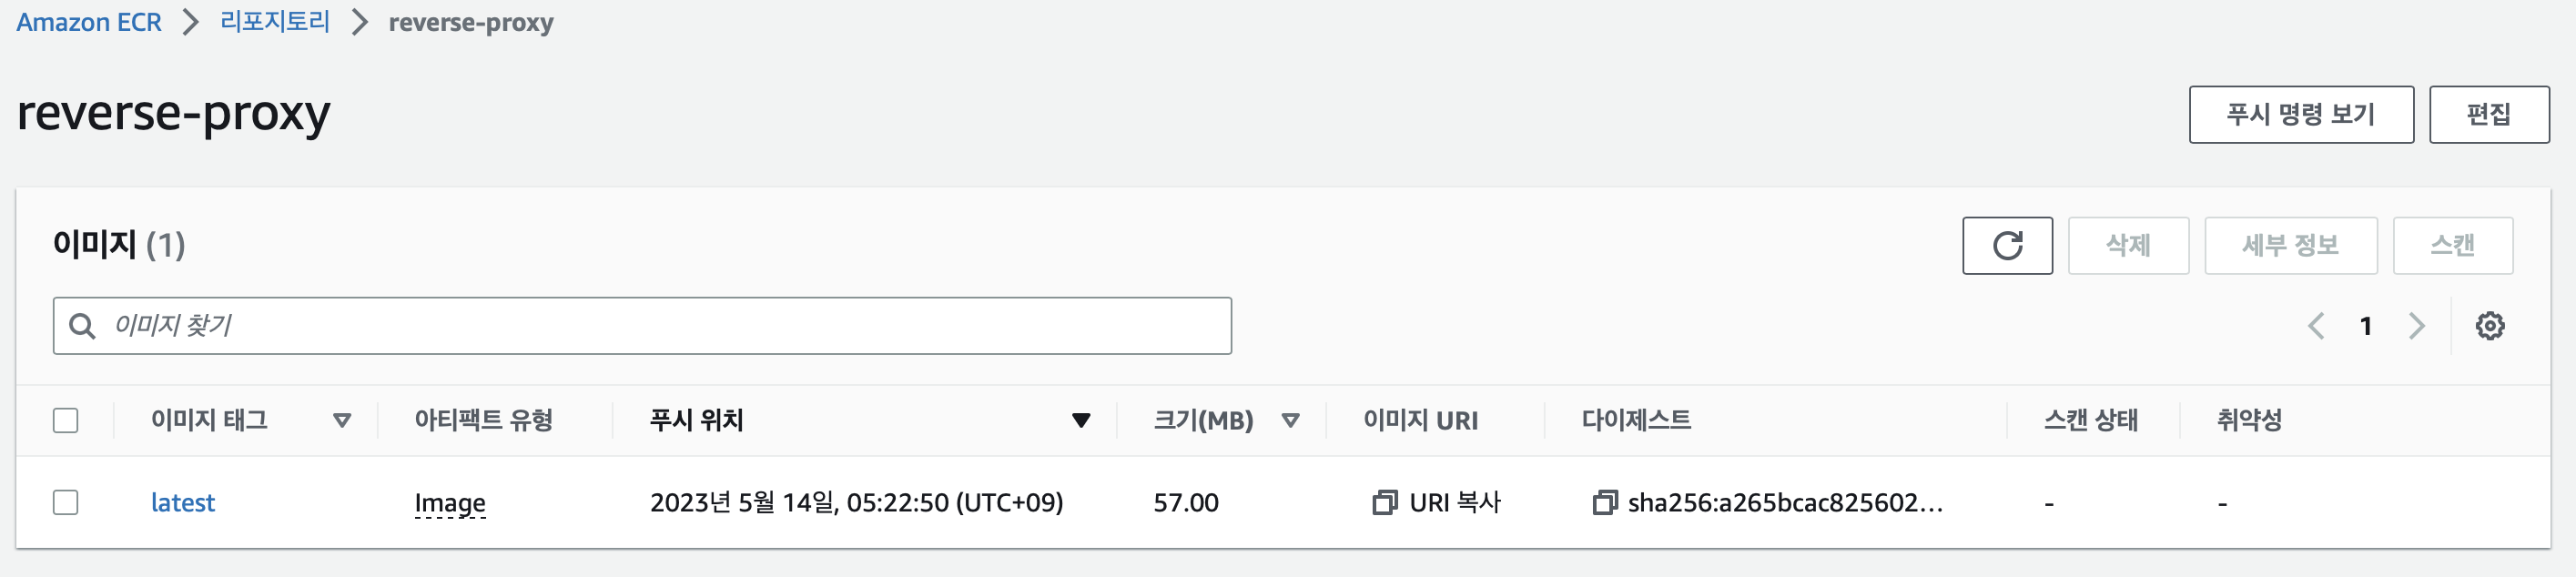 Amazon ECR > 리포지토리 > reverse-proxy
reverse-proxy
푸시 명령 보기 편집
이미지 (1)
삭제 세부 정보 스캔
이미지 찾기
1
이미지 태그 아티팩트 유형 푸시 위치 크기(MB) 이미지 URI 다이제스트 스캔 상태 취약성
latest Image 2023년 5월 14일, 05:22:50 (UTC+09) 57.00 URI 복사 sha256:a265bcac825602... - -